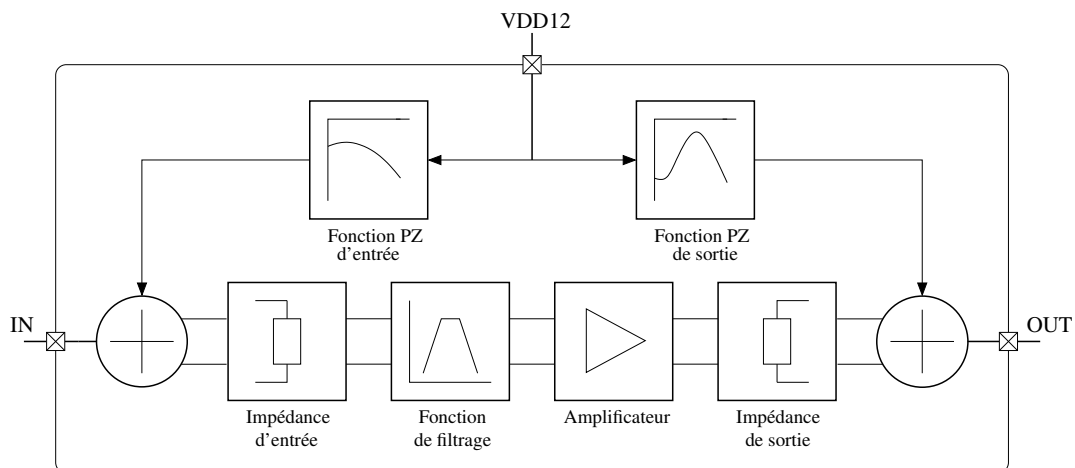 VDD12
Fonction PZ
d’entrée
Fonction PZ
de sortie
IN
OUT
Impédance
d’entrée
Fonction
de filtrage
Amplificateur
Impédance
de sortie